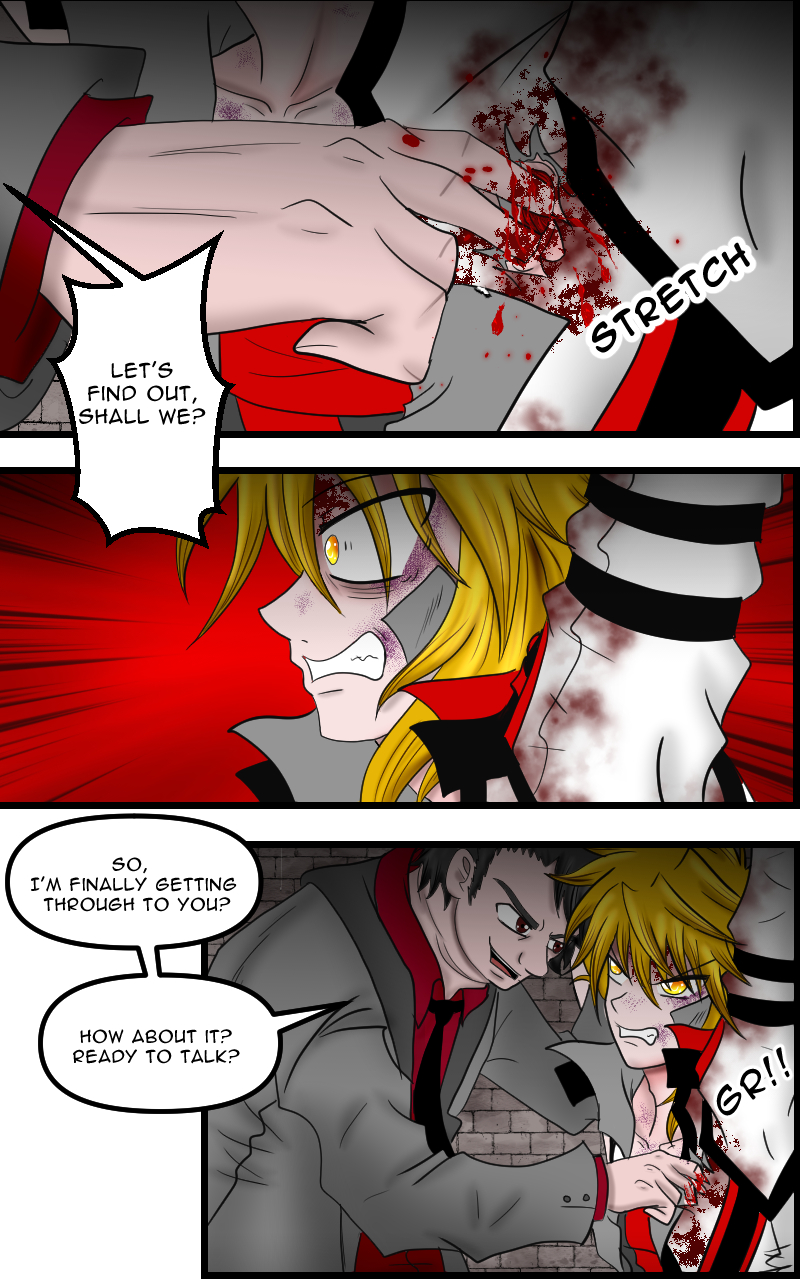 LET'S
FIND OUT,
SHALL WE?
STRETCH
SO,
I'M FINALLY GETTING
THROUGH TO YOU?
HOW ABOUT IT?
READY TO TALK?
GR!!